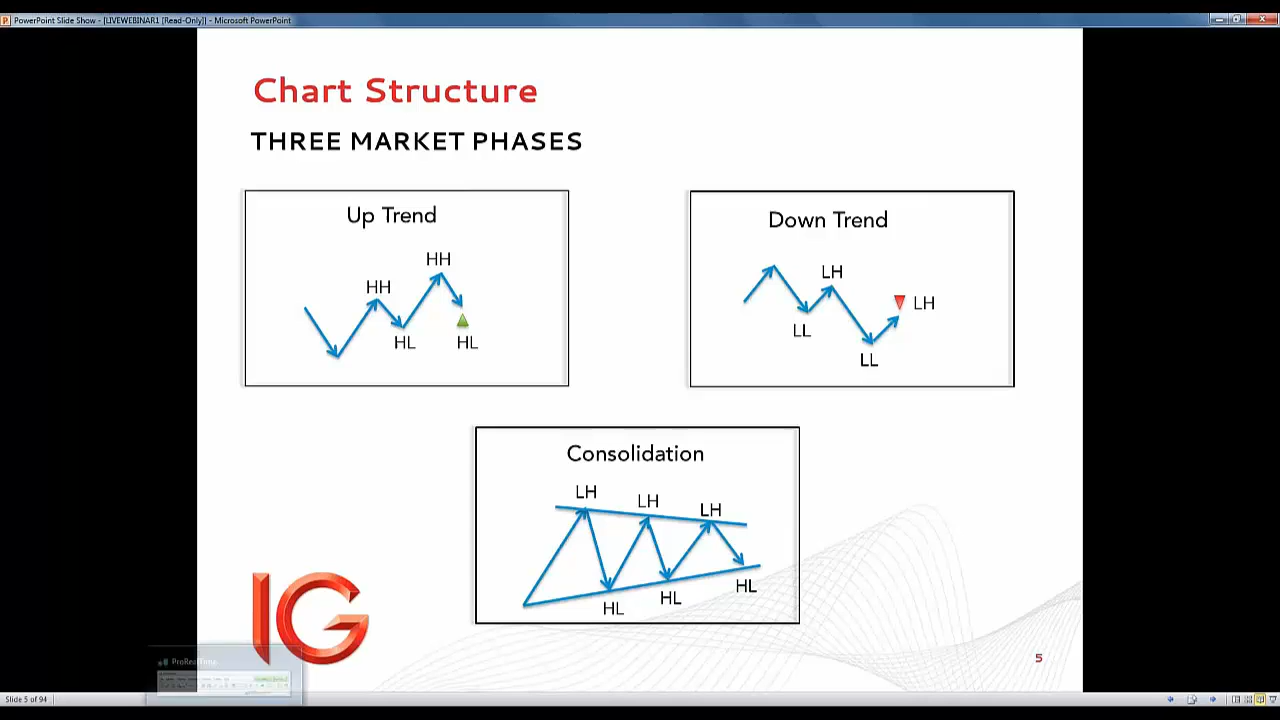 PowerPoint Slide Show - [LIVEWEBINAR1 [Read-Only]] - Microsoft PowerPoint
Chart Structure
THREE MARKET PHASES
Up Trend
HH
HH
HL
HL
Down Trend
LH
LH
LL
LL
Consolidation
LH
LH
LH
HL
HL
HL
IG
ProRealTime
5
Slide 5 of 94